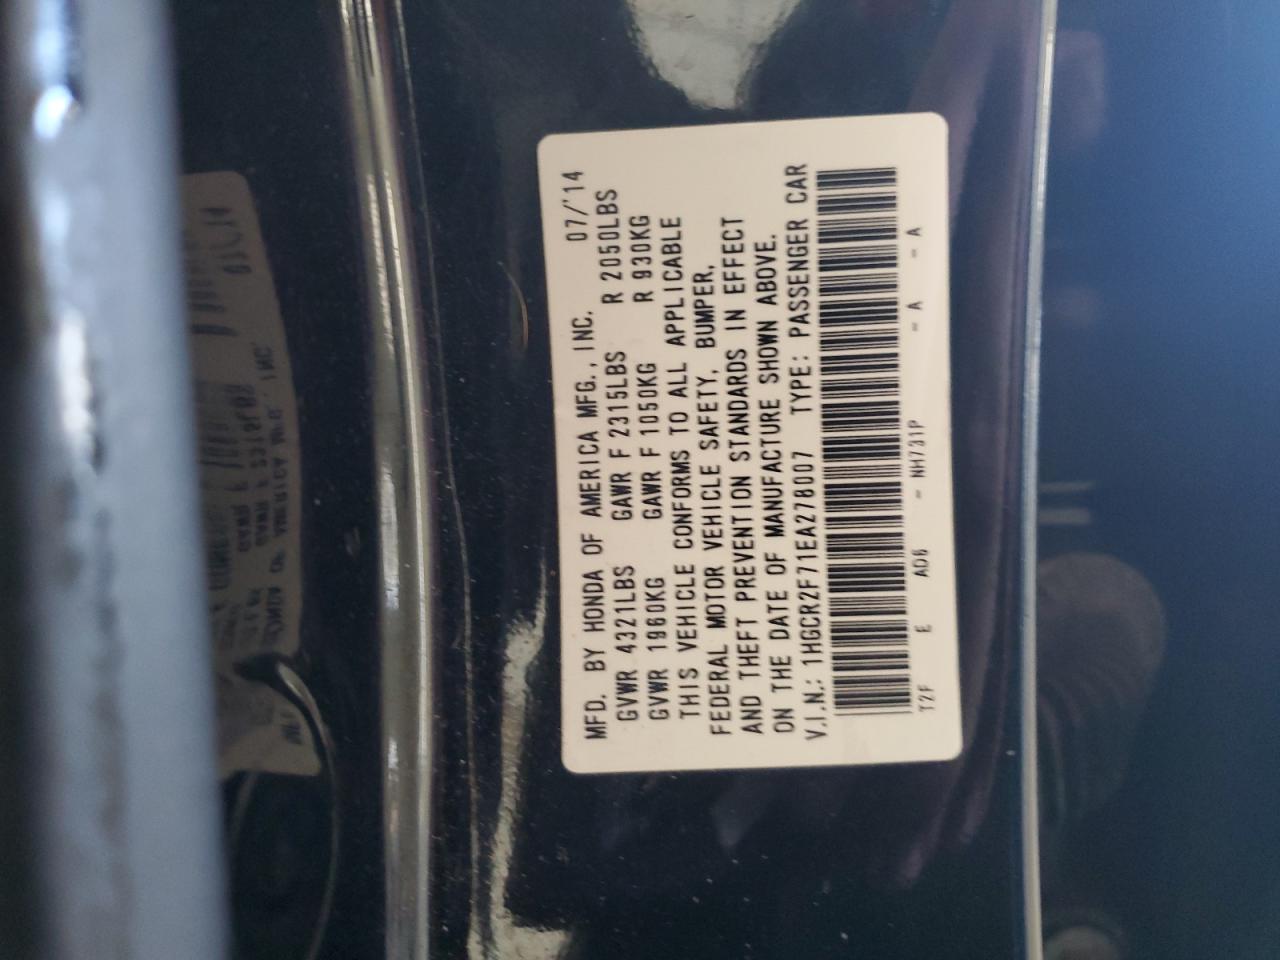 MFD. BY HONDA OF AMERICA MFG., INC. 07/'14
GVWR 4321LBS GAWR F 2315LBS R 2050LBS
GVWR 1960KG GAWR F 1050KG R 930KG
THIS VEHICLE CONFORMS TO ALL APPLICABLE
FEDERAL MOTOR VEHICLE SAFETY, BUMPER,
AND THEFT PREVENTION STANDARDS IN EFFECT
ON THE DATE OF MANUFACTURE SHOWN ABOVE.
V.I.N.: 1HGCR2F71EA278007 TYPE: PASSENGER CAR
T2F E AD6 - NH731P - A - A